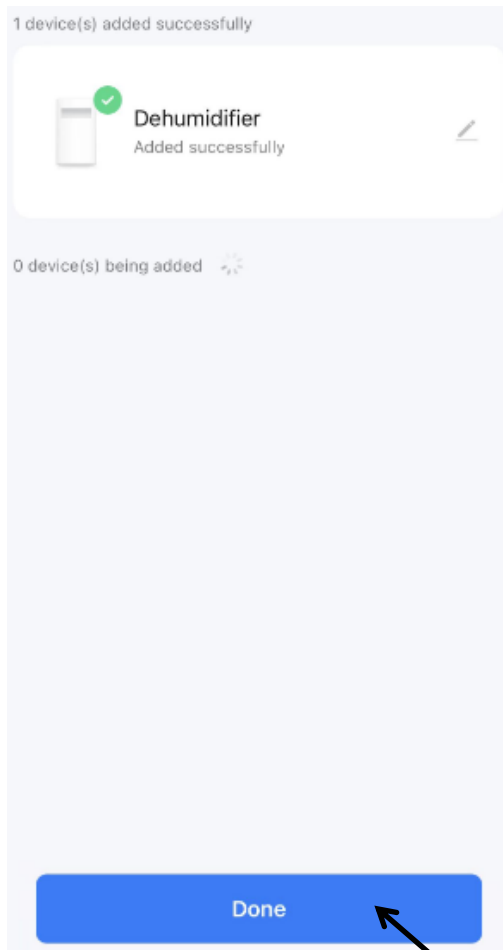 1 device(s) added successfully
Dehumidifier
Added successfully
0 device(s) being added
Done